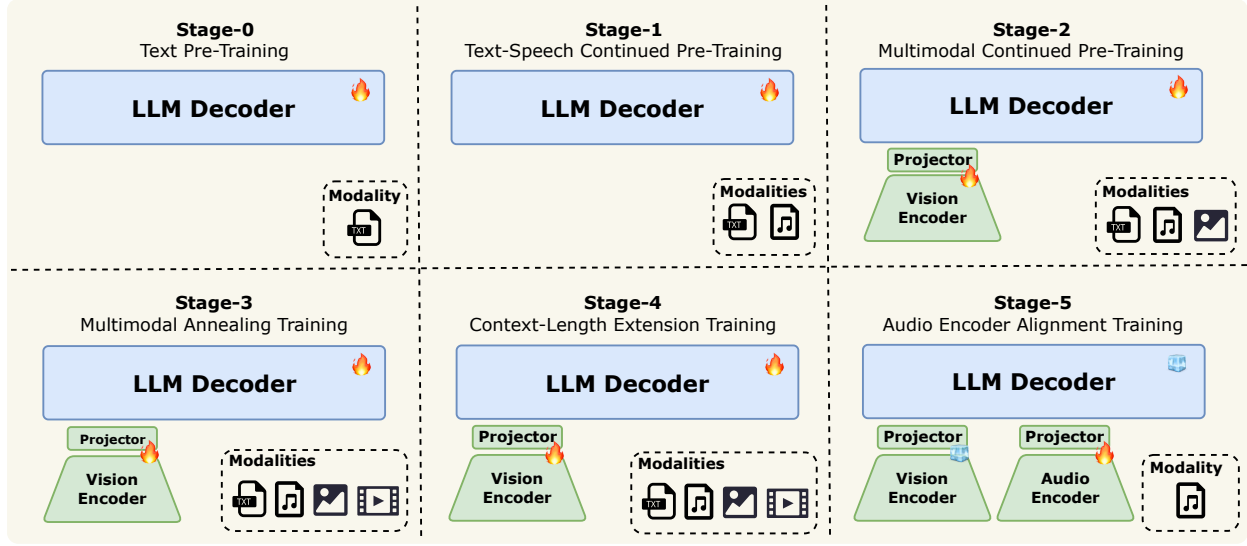 Stage-0
Text Pre-Training
LLM Decoder
Modality
TXT
Stage-1
Text-Speech Continued Pre-Training
LLM Decoder
Modalities
TXT
Stage-2
Multimodal Continued Pre-Training
LLM Decoder
Projector
Vision
Encoder
Modalities
TXT
Stage-3
Multimodal Annealing Training
LLM Decoder
Projector
Vision
Encoder
Modalities
TXT
Stage-4
Context-Length Extension Training
LLM Decoder
Projector
Vision
Encoder
Modalities
TXT
Stage-5
Audio Encoder Alignment Training
LLM Decoder
Projector
Vision
Encoder
Projector
Audio
Encoder
Modality